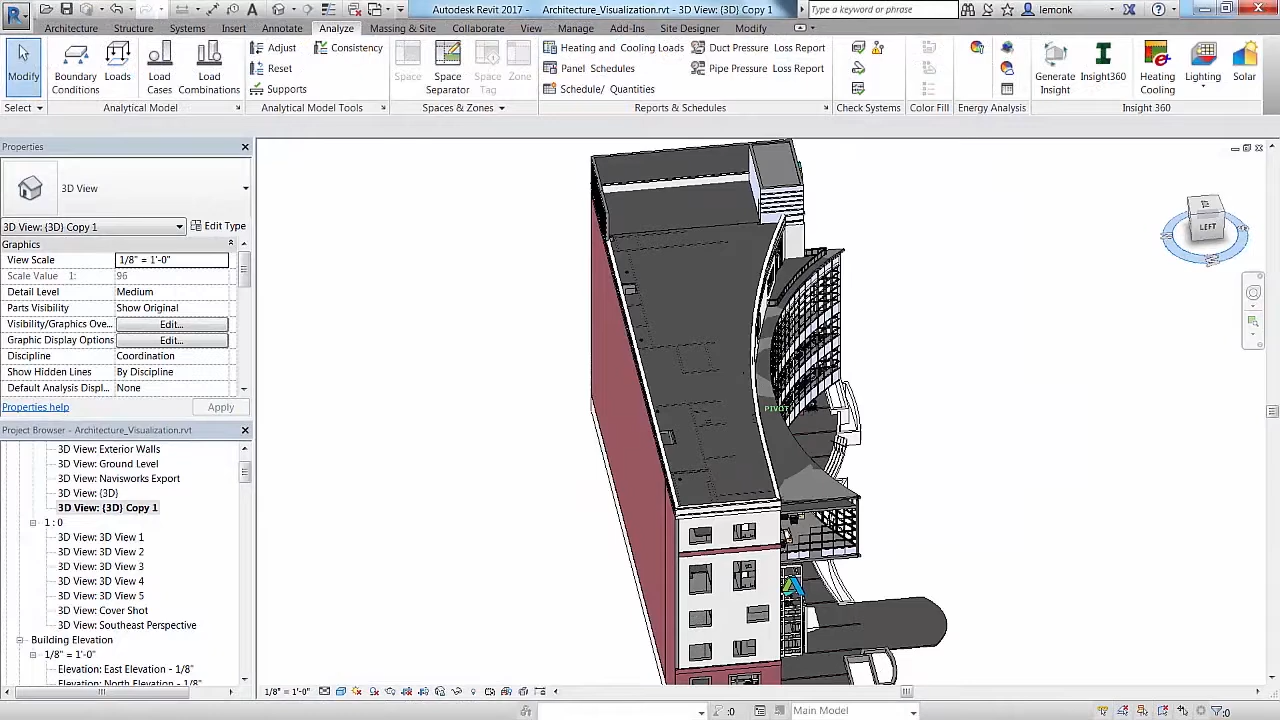 Autodesk Revit 2017 - Architecture_Visualization.rvt - 3D View: {3D} Copy 1
Type a keyword or phrase
lemonk
Architecture Structure Systems Insert Annotate Analyze Massing & Site Collaborate View Manage Add-Ins Site Designer Modify
Modify
Boundary Conditions
Loads
Load Cases
Load Combinations
Adjust
Reset
Supports
Consistency
Space
Space Separator
Space
Zone
Heating and Cooling Loads
Panel Schedules
Schedule/ Quantities
Duct Pressure Loss Report
Pipe Pressure Loss Report
Generate Insight
Insight360
Heating Cooling
Lighting
Solar
Select
Analytical Model
Analytical Model Tools
Spaces & Zones
Reports & Schedules
Check Systems
Color Fill
Energy Analysis
Insight 360
Properties
3D View
3D View: {3D} Copy 1
Edit Type
Graphics
View Scale 1/8" = 1'-0"
Scale Value 1: 96
Detail Level Medium
Parts Visibility Show Original
Visibility/Graphics Ove... Edit...
Graphic Display Options Edit...
Discipline Coordination
Show Hidden Lines By Discipline
Default Analysis Displ... None
Properties help
Apply
Project Browser - Architecture_Visualization.rvt
3D View: Exterior Walls
3D View: Ground Level
3D View: Navisworks Export
3D View: {3D}
3D View: {3D} Copy 1
1 : 0
3D View: 3D View 1
3D View: 3D View 2
3D View: 3D View 3
3D View: 3D View 4
3D View: 3D View 5
3D View: Cover Shot
3D View: Southeast Perspective
Building Elevation
1/8" = 1'-0"
Elevation: East Elevation - 1/8"
Elevation: North Elevation - 1/8"
LEFT
PIVOT
1/8" = 1'-0"
:0
Main Model
:0